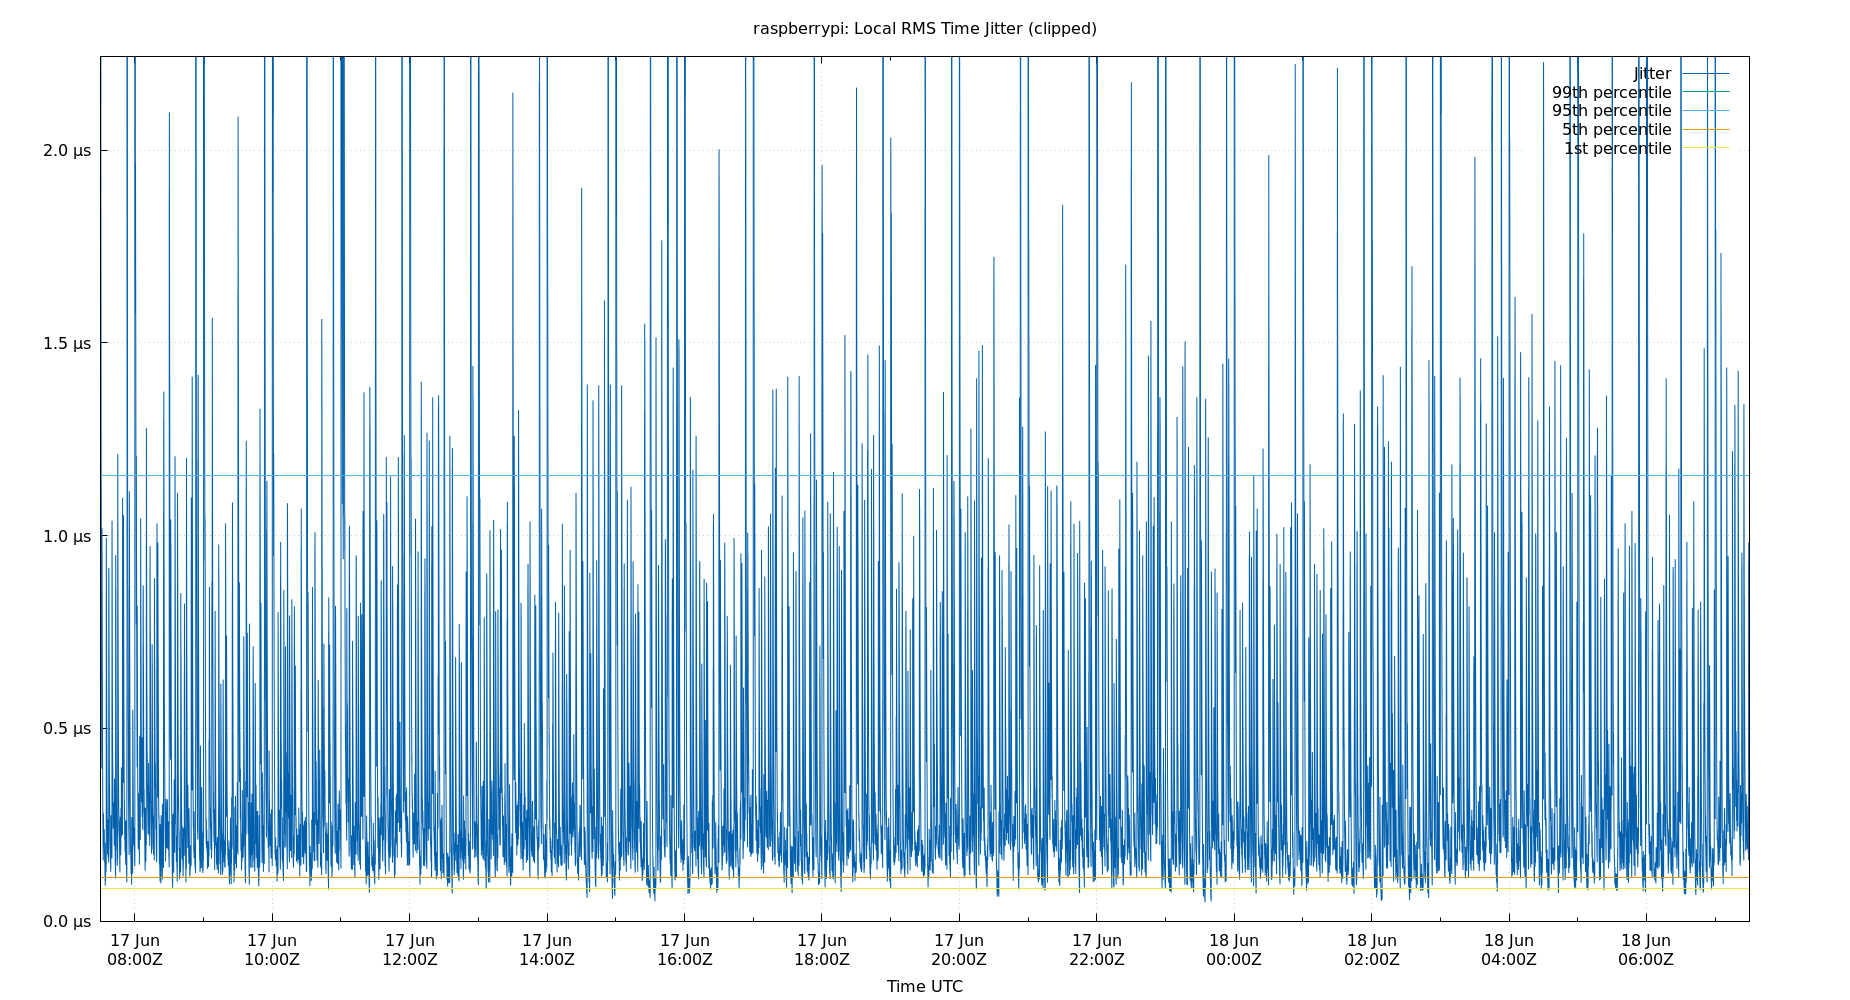 raspberrypi: Local RMS Time Jitter (clipped)
Jitter
99th percentile
95th percentile
5th percentile
1st percentile
2.0 μs
1.5 μs
1.0 μs
0.5 μs
0.0 μs
17 Jun 17 Jun 17 Jun 17 Jun 17 Jun 17 Jun 17 Jun 17 Jun 18 Jun 18 Jun 18 Jun 18 Jun
08:00Z 10:00Z 12:00Z 14:00Z 16:00Z 18:00Z 20:00Z 22:00Z 00:00Z 02:00Z 04:00Z 06:00Z
Time UTC